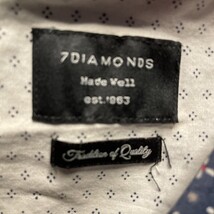 7DIAMONDS
Made Well
est.1963
Tradition of Quality